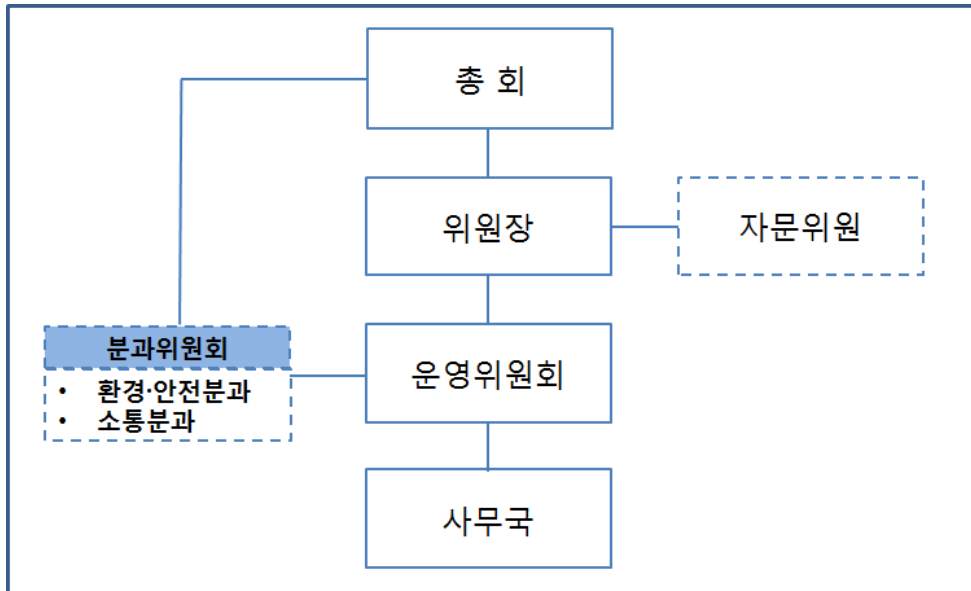 총 회
위원장
자문위원
분과위원회
• 환경·안전분과
• 소통분과
운영위원회
사무국